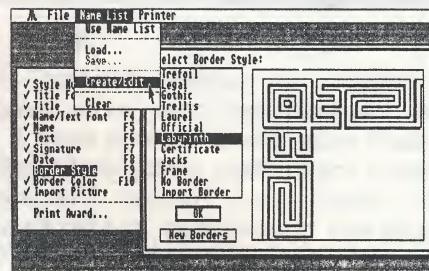 File Name List Printer
Use Name List
Load...
Save...
Create/Edit
Clear
✓ Style
✓ Title
✓ Title
✓ Name/Text Font F4
✓ Name F5
✓ Text F6
✓ Signature F7
✓ Date F8
Border Style F9
✓ Border Color F10
✓ Import Picture
Print Award...
elect Border Style:
Trefoil
Legal
Gothic
Trellis
Laurel
Official
Labyrinth
Certificate
Jacks
Frame
No Border
Import Border
OK
New Borders